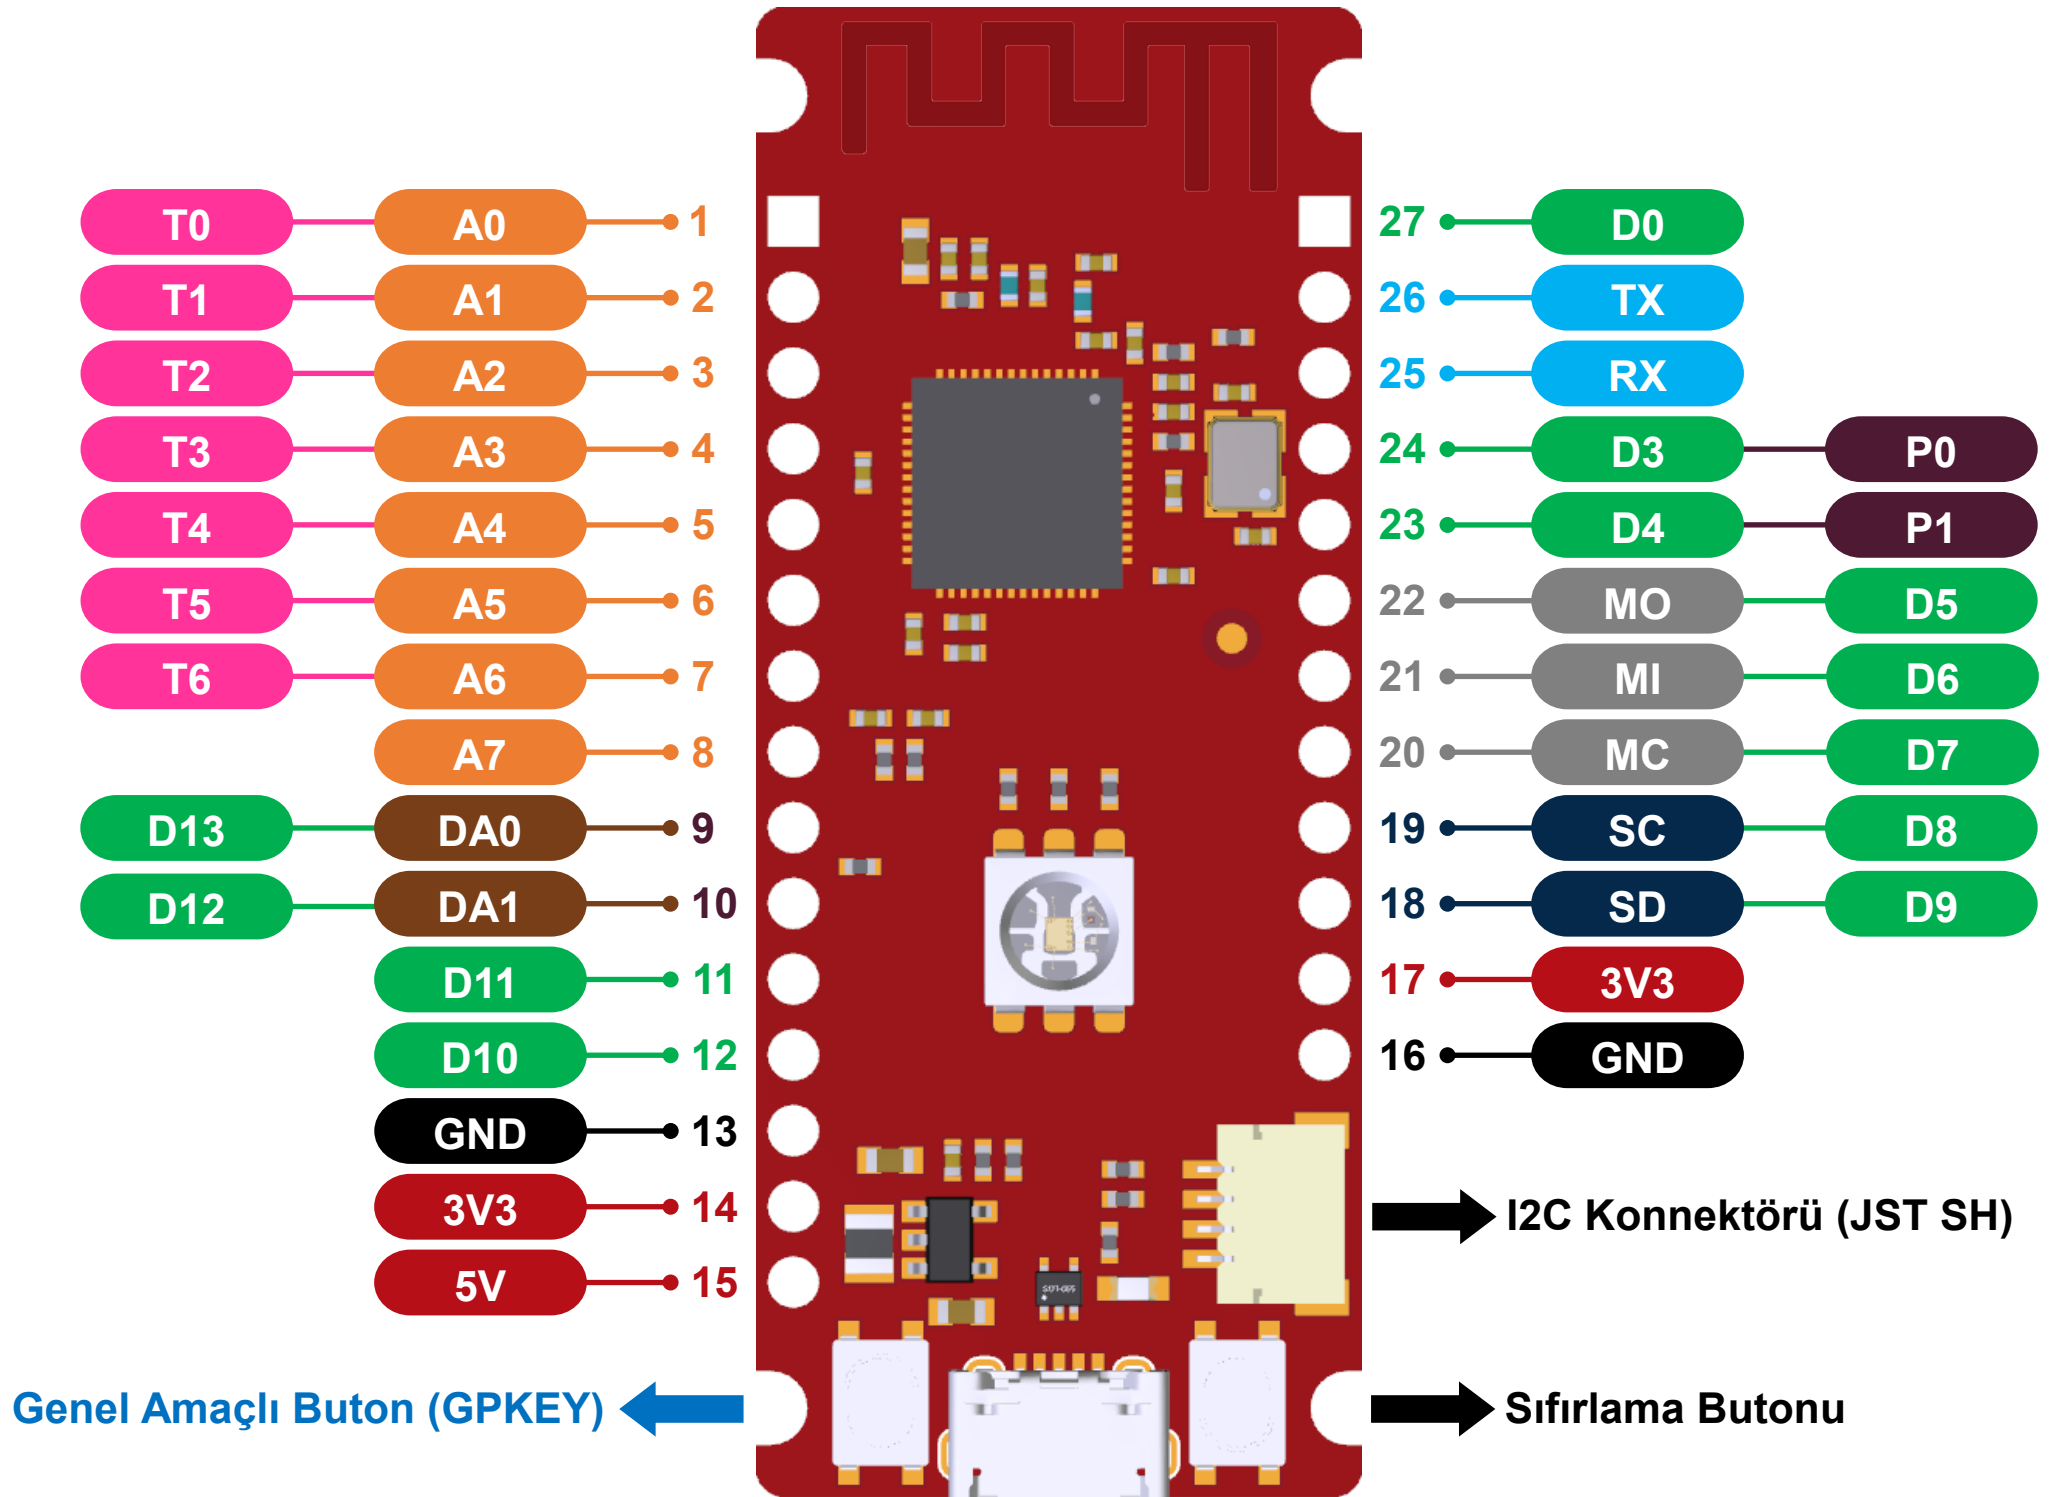 T0 A0 1
T1 A1 2
T2 A2 3
T3 A3 4
T4 A4 5
T5 A5 6
T6 A6 7
A7 8
D13 DA0 9
D12 DA1 10
D11 11
D10 12
GND 13
3V3 14
5V 15
Genel Amaçlı Buton (GPKEY)
27 D0
26 TX
25 RX
24 D3 P0
23 D4 P1
22 MO D5
21 MI D6
20 MC D7
19 SC D8
18 SD D9
17 3V3
16 GND
I2C Konnektörü (JST SH)
Sıfırlama Butonu